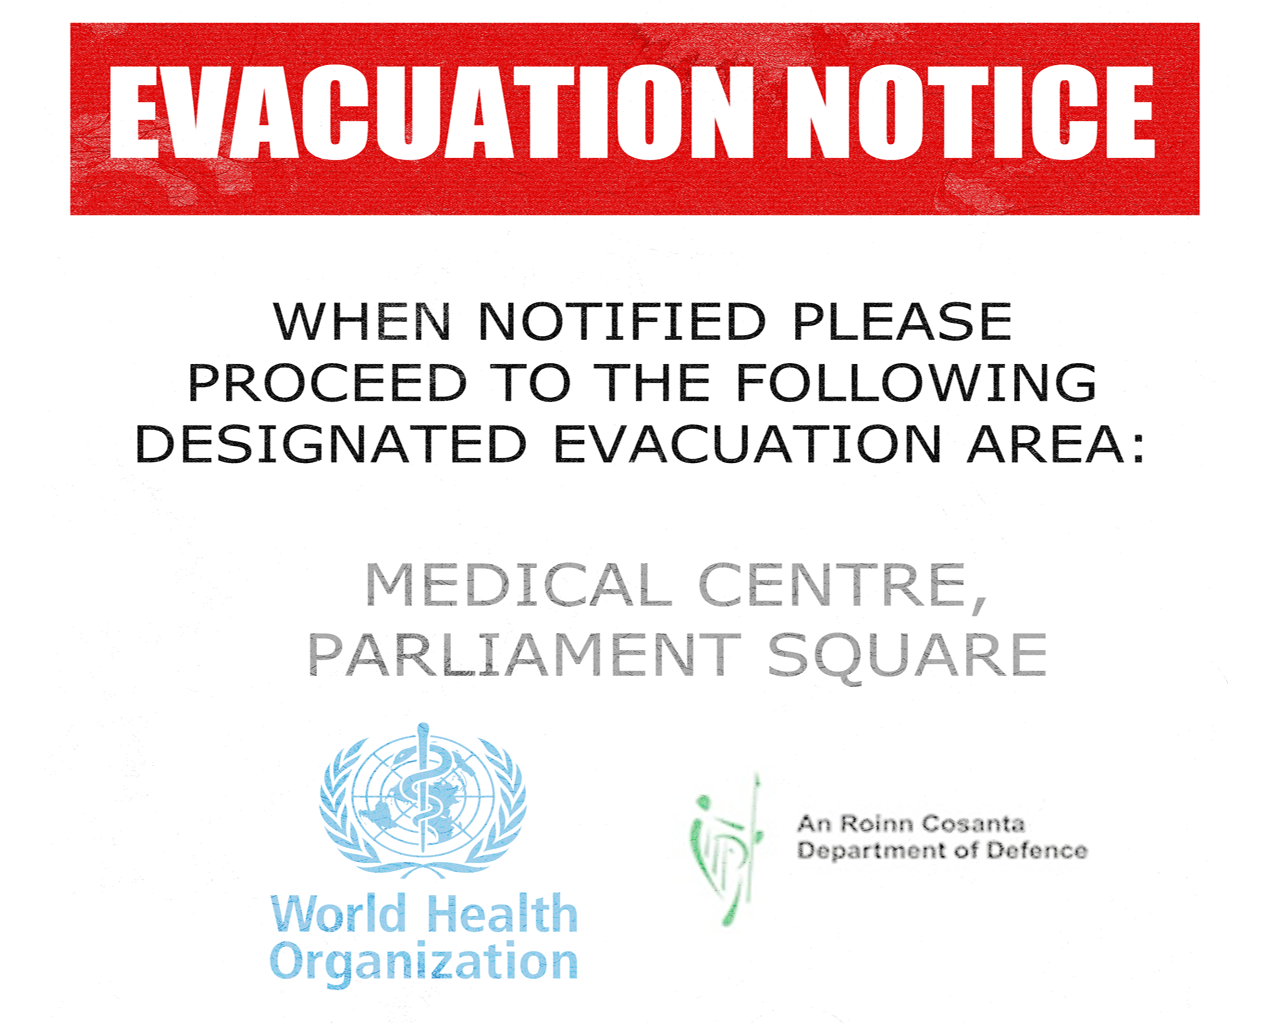 EVACUATION NOTICE
WHEN NOTIFIED PLEASE
PROCEED TO THE FOLLOWING
DESIGNATED EVACUATION AREA:
MEDICAL CENTRE,
PARLIAMENT SQUARE
World Health
Organization
An Roinn Cosanta
Department of Defence